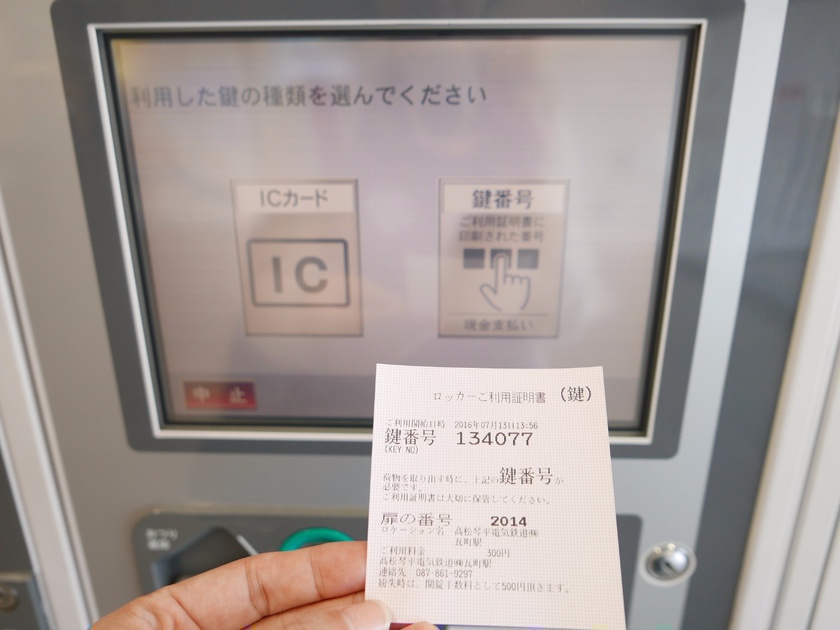 利用した鍵の種類を選んでください
ICカード
IC
鍵番号
ご利用証明書に
印刷された番号
現金支払い
中止
ロッカーご利用証明書 (鍵)
ご利用開始日時 2016年07月13日13:56
鍵番号 134077
(KEY NO)
荷物を取り出す時に、上記の鍵番号が
必要です。
ご利用証明書は大切に保管してください。
扉の番号 2014
ロケーション名 高松琴平電気鉄道㈱
瓦町駅
ご利用料金 300円
高松琴平電気鉄道㈱瓦町駅
連絡先 087-861-9297
紛失時は、開錠手数料として500円頂きます。